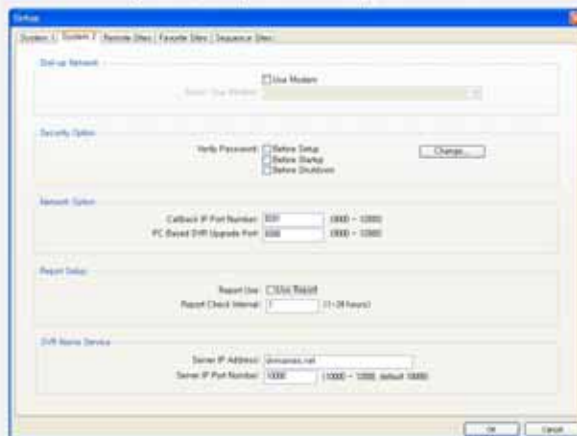 Setup
System 1 System 2 Remote Sites Favorite Sites Sequence Sites
Dial-up Network
Use Modem
Security Option
Verify Password: Before Setup
Before Startup
Before Shutdown
Change...
Network Option
Callback IP Port Number:
PC Based DVR Upgrade Port:
Report Setup
Report Use: Use Report
Report Check Interval: 1 (1~24 hours)
DVR Name Service
Server IP Address:
Server IP Port Number: 10000
OK Cancel